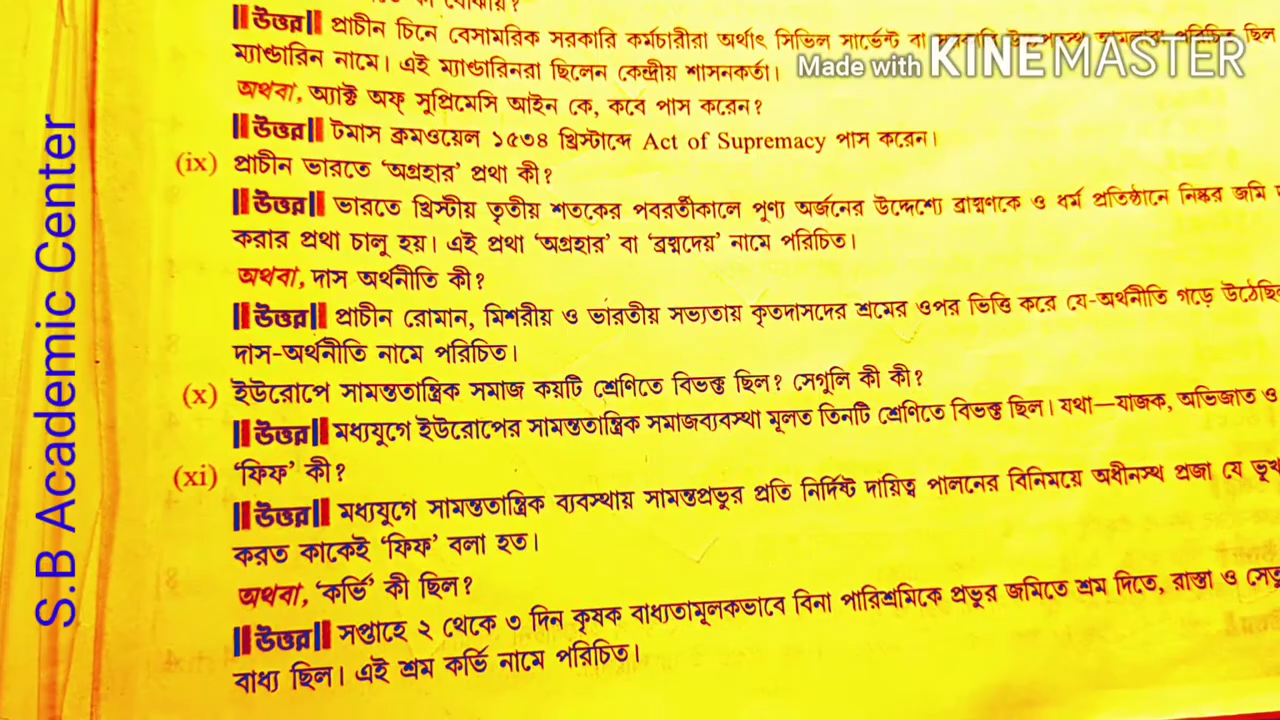 ||উত্তর|| প্রাচীন চিনে বেসামরিক সরকারি কর্মচারীরা অর্থাৎ সিভিল সার্ভেন্ট বা
ম্যান্ডারিন নামে। এই ম্যান্ডারিনরা ছিলেন কেন্দ্রীয় শাসনকর্তা।
Made with KINEMASTER
অথবা, অ্যাক্ট অফ্ সুপ্রিমেসি আইন কে, কবে পাস করেন?
||উত্তর|| টমাস ক্রমওয়েল ১৫৩৪ খ্রিস্টাব্দে Act of Supremacy পাস করেন।
(ix) প্রাচীন ভারতে ‘অগ্রহার’ প্রথা কী?
||উত্তর|| ভারতে খ্রিস্টীয় তৃতীয় শতকের পরবর্তীকালে পুণ্য অর্জনের উদ্দেশ্যে ব্রাহ্মণকে ও ধর্ম প্রতিষ্ঠানে নিষ্কর জমি
করার প্রথা চালু হয়। এই প্রথা ‘অগ্রহার’ বা ‘ব্রহ্মদেয়’ নামে পরিচিত।
অথবা, দাস অর্থনীতি কী?
||উত্তর|| প্রাচীন রোমান, মিশরীয় ও ভারতীয় সভ্যতায় কৃতদাসদের শ্রমের ওপর ভিত্তি করে যে-অর্থনীতি গড়ে উঠেছিল
দাস-অর্থনীতি নামে পরিচিত।
(x) ইউরোপে সামন্ততান্ত্রিক সমাজ কয়টি শ্রেণিতে বিভক্ত ছিল? সেগুলি কী কী?
||উত্তর|| মধ্যযুগে ইউরোপের সামন্ততান্ত্রিক সমাজব্যবস্থা মূলত তিনটি শ্রেণিতে বিভক্ত ছিল। যথা—যাজক, অভিজাত ও
(xi) ‘ফিফ’ কী?
||উত্তর|| মধ্যযুগে সামন্ততান্ত্রিক ব্যবস্থায় সামন্তপ্রভুর প্রতি নির্দিষ্ট দায়িত্ব পালনের বিনিময়ে অধীনস্থ প্রজা যে
করত কাকেই ‘ফিফ’ বলা হত।
অথবা, ‘কর্ভি’ কী ছিল?
||উত্তর|| সপ্তাহে ২ থেকে ৩ দিন কৃষক বাধ্যতামূলকভাবে বিনা পারিশ্রমিকে প্রভুর জমিতে শ্রম দিতে, রাস্তা ও সেতু
বাধ্য ছিল। এই শ্রম কর্ভি নামে পরিচিত।
S.B Academic Center